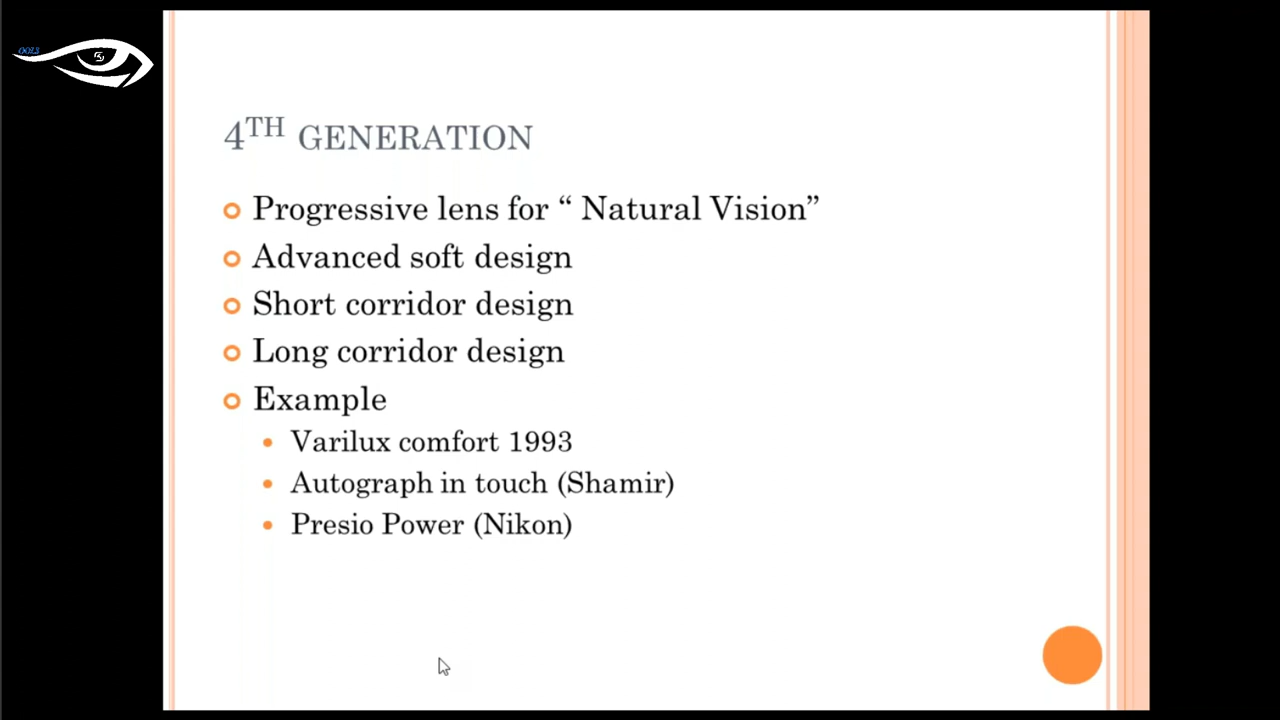 4TH GENERATION
Progressive lens for “ Natural Vision”
Advanced soft design
Short corridor design
Long corridor design
Example
Varilux comfort 1993
Autograph in touch (Shamir)
Presio Power (Nikon)